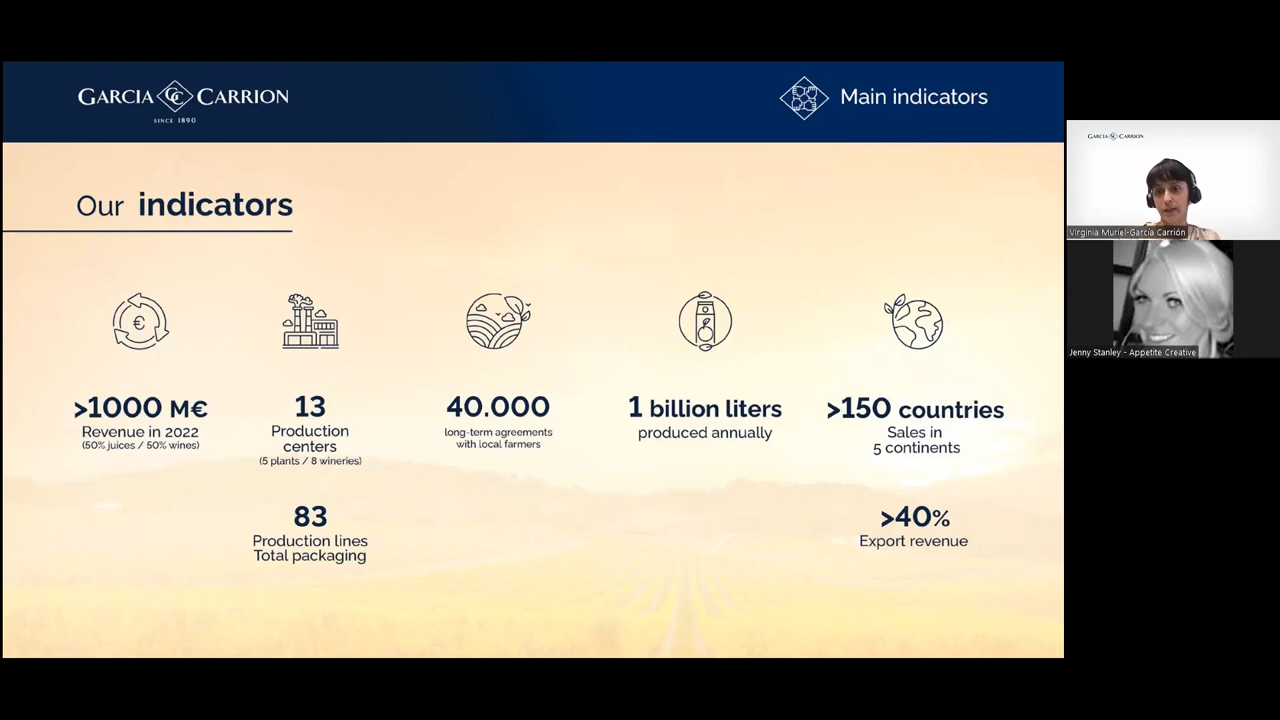 GARCIA GC CARRION
SINCE 1890
Main indicators
Our indicators
€
>1000 M€
Revenue in 2022
(50% juices / 50% wines)
13
Production
centers
(5 plants / 8 wineries)
83
Production lines
Total packaging
40.000
long-term agreements
with local farmers
1 billion liters
produced annually
>150 countries
Sales in
5 continents
>40%
Export revenue
GARCIA GC CARRION
Virginia Muriel-García Carrión
Jenny Stanley - Appetite Creative